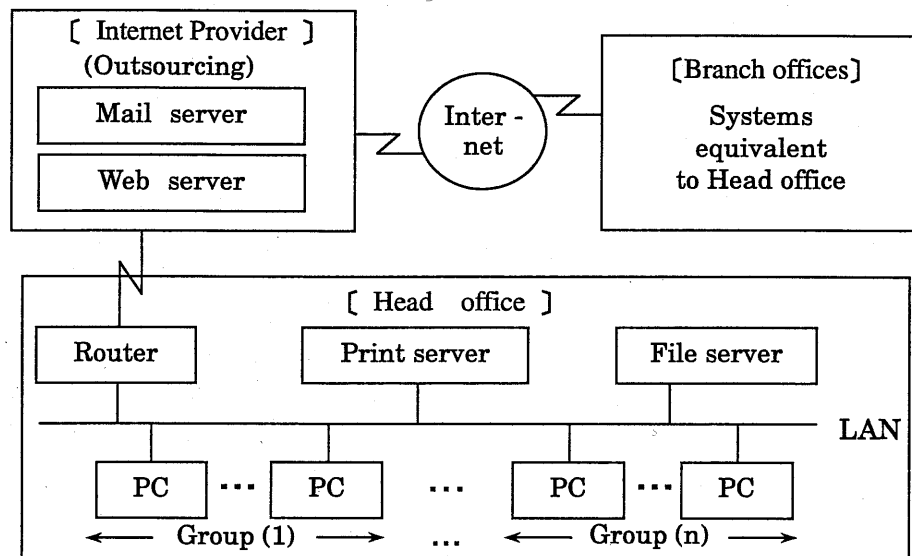 〔 Internet Provider 〕
(Outsourcing)
Mail server
Web server
Inter -
net
〔Branch offices〕
Systems
equivalent
to Head office
〔 Head office 〕
Router
Print server
File server
LAN
PC ... PC ... PC ... PC
Group (1) ... Group (n)